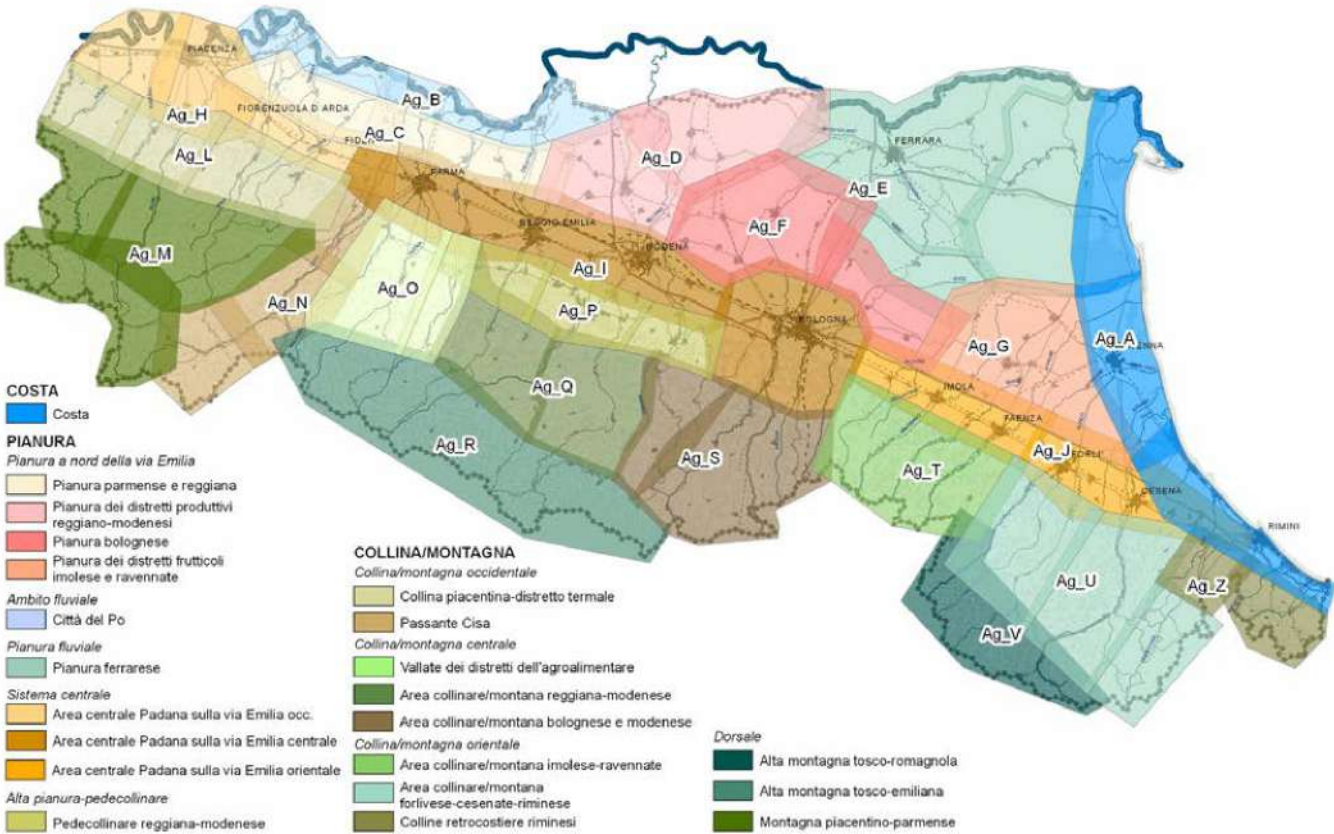 PIACENZA
Ag_B
FIORENZUOLA D'ARDA
Ag_H
Ag_C
Ag_L
Ag_D
FERRARA
PARMA
Ag_E
Ag_F
REGGIO EMILIA
Ag_M
MODENA
Ag_I
Ag_N
Ag_O
Ag_P
BOLOGNA
Ag_G
Ag_A
Ag_Q
IMOLA
FAENZA
Ag_R
Ag_S
Ag_T
Ag_J
FORLI'
CESENA
RIMINI
Ag_U
Ag_Z
Ag_V
COSTA
Costa
PIANURA
Pianura a nord della via Emilia
Pianura parmense e reggiana
Pianura dei distretti produttivi
reggiano-modenesi
Pianura bolognese
Pianura dei distretti frutticoli
imolese e ravennate
Ambito fluviale
Città del Po
Pianura fluviale
Pianura ferrarese
Sistema centrale
Area centrale Padana sulla via Emilia occ.
Area centrale Padana sulla via Emilia centrale
Area centrale Padana sulla via Emilia orientale
Alta pianura-pedecollinare
Pedecollinare reggiana-modenese
COLLINA/MONTAGNA
Collina/montagna occidentale
Collina piacentina-distretto termale
Passante Cisa
Collina/montagna centrale
Vallate dei distretti dell'agroalimentare
Area collinare/montana reggiana-modenese
Area collinare/montana bolognese e modenese
Collina/montagna orientale
Area collinare/montana imolese-ravennate
Area collinare/montana
forlivese-cesenate-riminese
Colline retrocostiere riminesi
Dorsale
Alta montagna tosco-romagnola
Alta montagna tosco-emiliana
Montagna piacentino-parmense